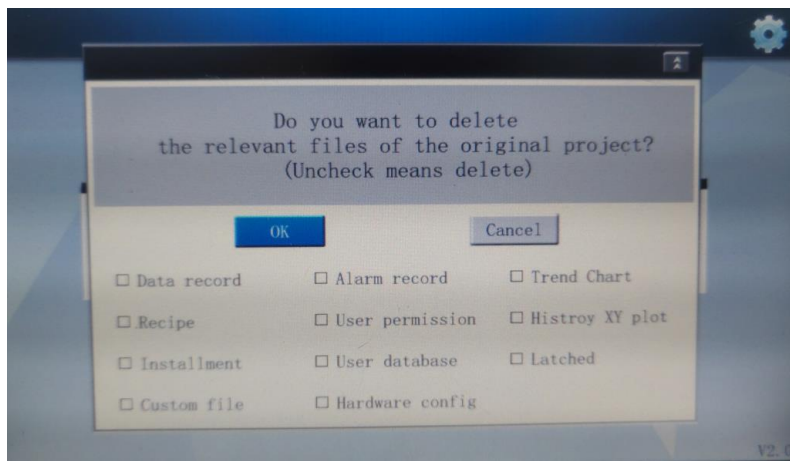 Do you want to delete
the relevant files of the original project?
(Uncheck means delete)
OK Cancel
Data record Alarm record Trend Chart
Recipe User permission Histroy XY plot
Installment User database Latched
Custom file Hardware config